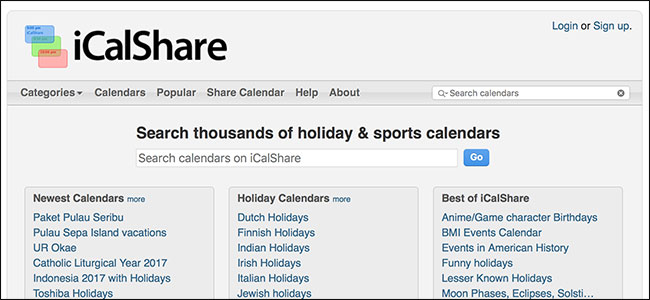 iCalShare
Login or Sign up.
Categories Calendars Popular Share Calendar Help About
Search calendars
Search thousands of holiday & sports calendars
Search calendars on iCalShare
Go
Newest Calendars more
Paket Pulau Seribu
Pulau Sepa Island vacations
UR Okae
Catholic Liturgical Year 2017
Indonesia 2017 with Holidays
Toshiba Holidays
Holiday Calendars more
Dutch Holidays
Finnish Holidays
Indian Holidays
Irish Holidays
Italian Holidays
Jewish holidays
Best of iCalShare
Anime/Game character Birthdays
BMI Events Calendar
Events in American History
Funny holidays
Lesser Known Holidays
Moon Phases, Eclipses, Solsti...